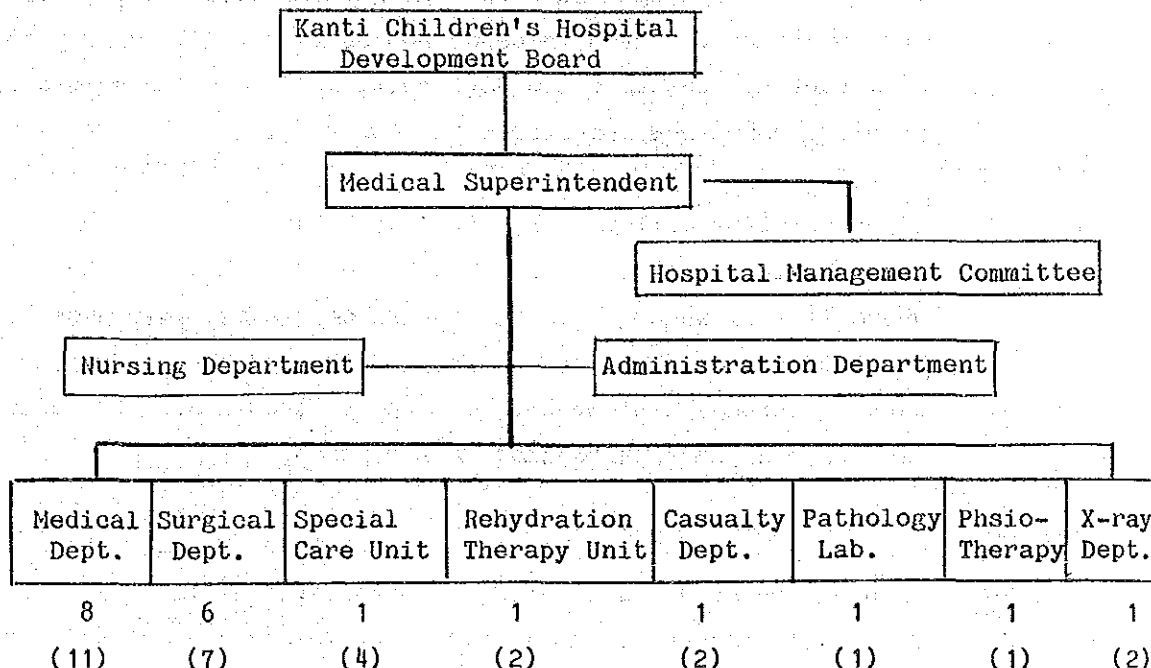 Kanti Children's Hospital
Development Board
Medical Superintendent
Hospital Management Committee
Nursing Department
Administration Department
Medical Dept.
Surgical Dept.
Special Care Unit
Rehydration Therapy Unit
Casualty Dept.
Pathology Lab.
Phsio-Therapy
X-ray Dept.
8 6 1 1 1 1 1 1
(11) (7) (4) (2) (2) (1) (1) (2)